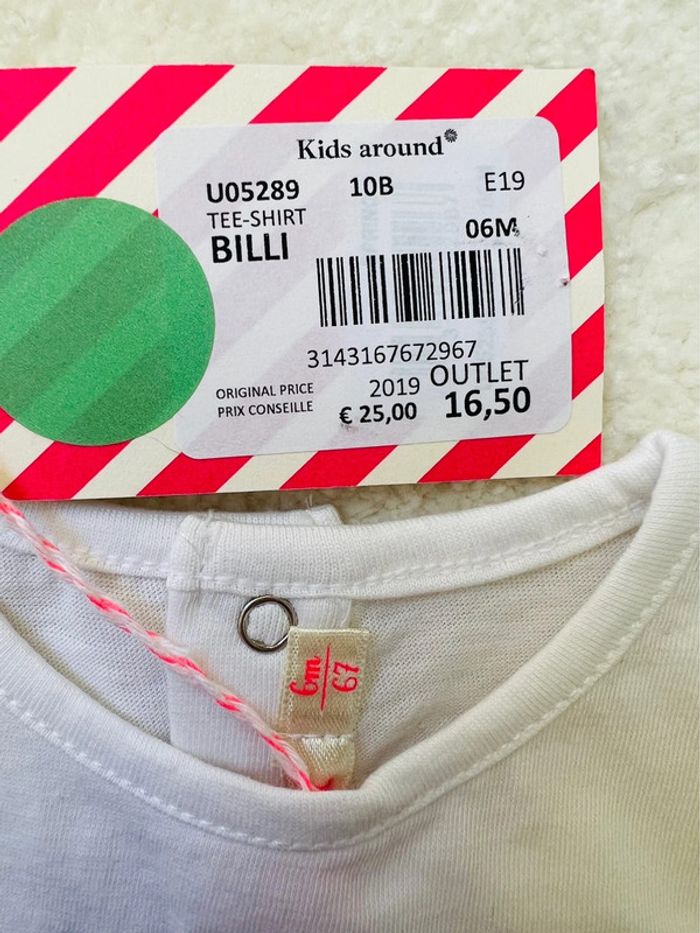 Kids around
U05289 10B E19
TEE-SHIRT
BILLI 06M
3143167672967
ORIGINAL PRICE 2019 OUTLET
PRIX CONSEILLE € 25,00 16,50
6m
67